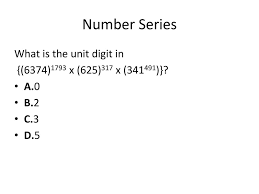 Number Series
What is the unit digit in
{(6374)¹⁷⁹³ x (625)³¹⁷ x (341⁴⁹¹)}?
• A.0
• B.2
• C.3
• D.5